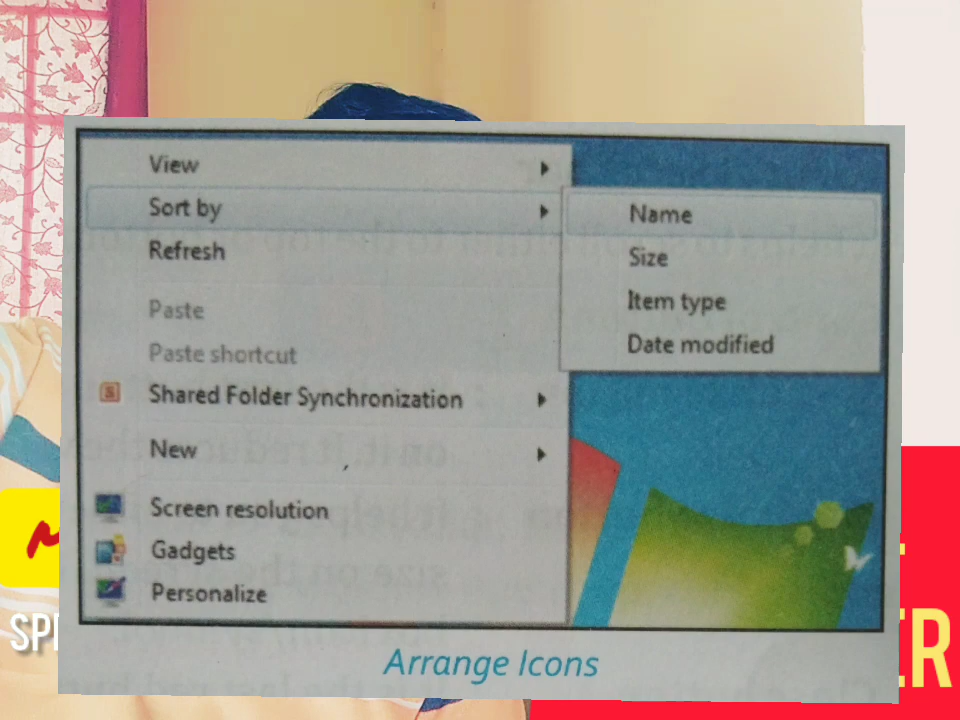 View
Sort by
Refresh
Paste
Paste shortcut
Shared Folder Synchronization
New
Screen resolution
Gadgets
Personalize
Name
Size
Item type
Date modified
Arrange Icons